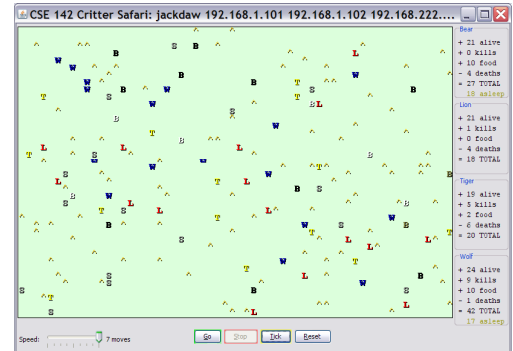 CSE 142 Critter Safari: jackdaw 192.168.1.101 192.168.1.102 192.168.222....
Bear
+ 21 alive
+ 0 kills
+ 10 food
- 4 deaths
= 27 TOTAL
18 asleep
Lion
+ 21 alive
+ 1 kills
+ 0 food
- 4 deaths
= 18 TOTAL
Tiger
+ 19 alive
+ 5 kills
+ 2 food
- 6 deaths
= 20 TOTAL
Wolf
+ 24 alive
+ 9 kills
+ 10 food
- 1 deaths
= 42 TOTAL
17 asleep
Speed: 7 moves Go Stop Tick Reset